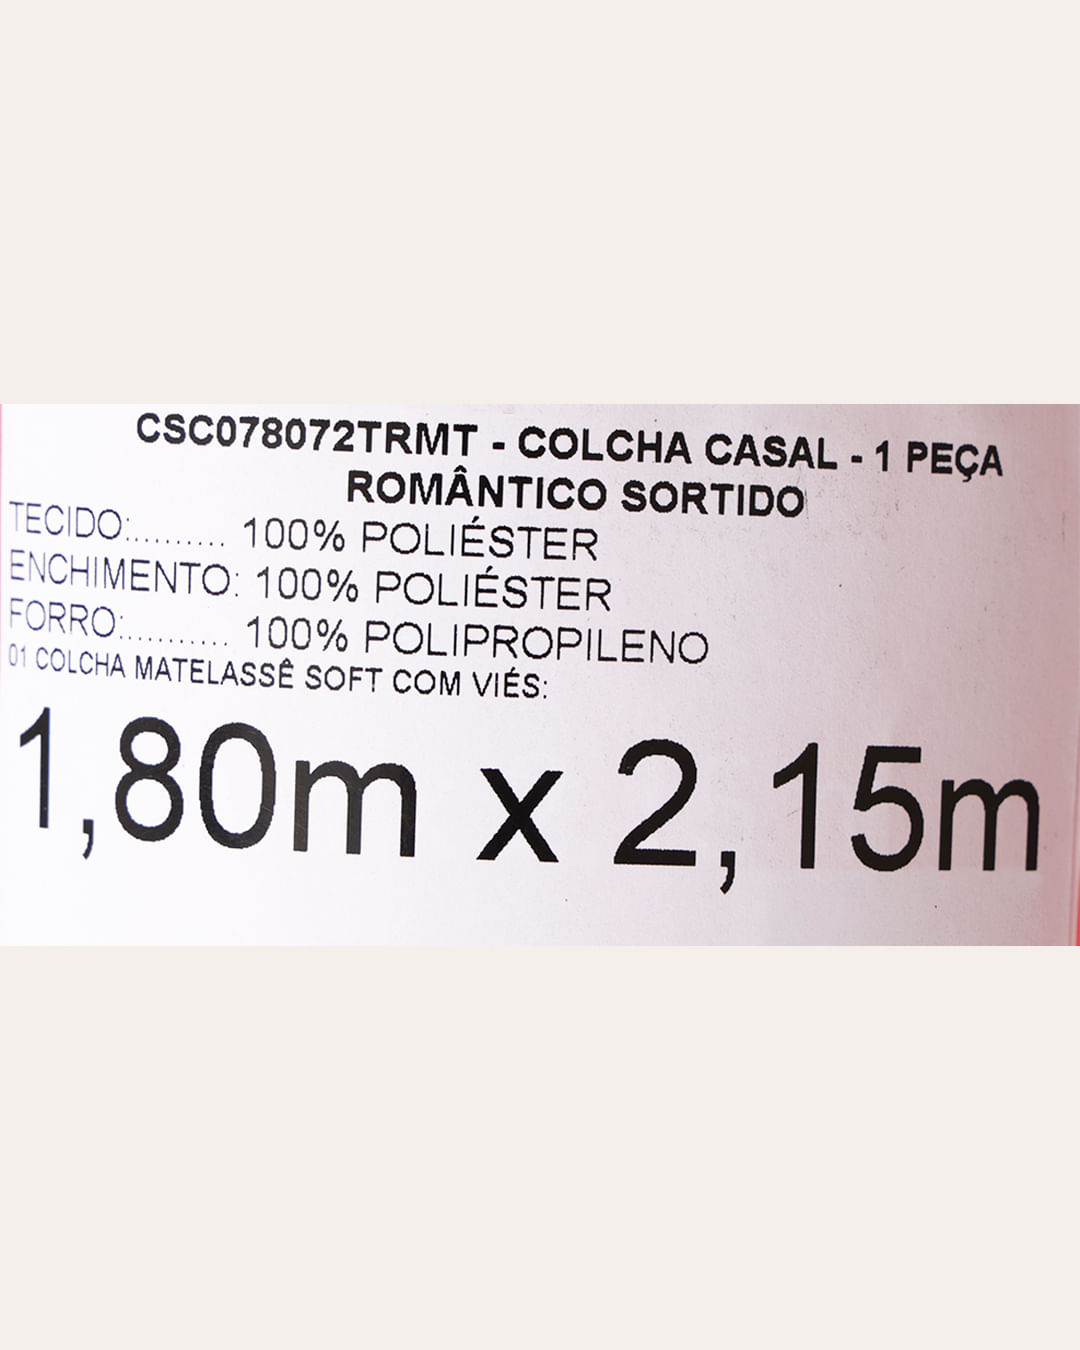 CSC078072TRMT - COLCHA CASAL - 1 PEÇA
ROMÂNTICO SORTIDO
TECIDO:.......... 100% POLIÉSTER
ENCHIMENTO: 100% POLIÉSTER
FORRO:........... 100% POLIPROPILENO
01 COLCHA MATELASSÊ SOFT COM VIÉS:
1,80m x 2,15m